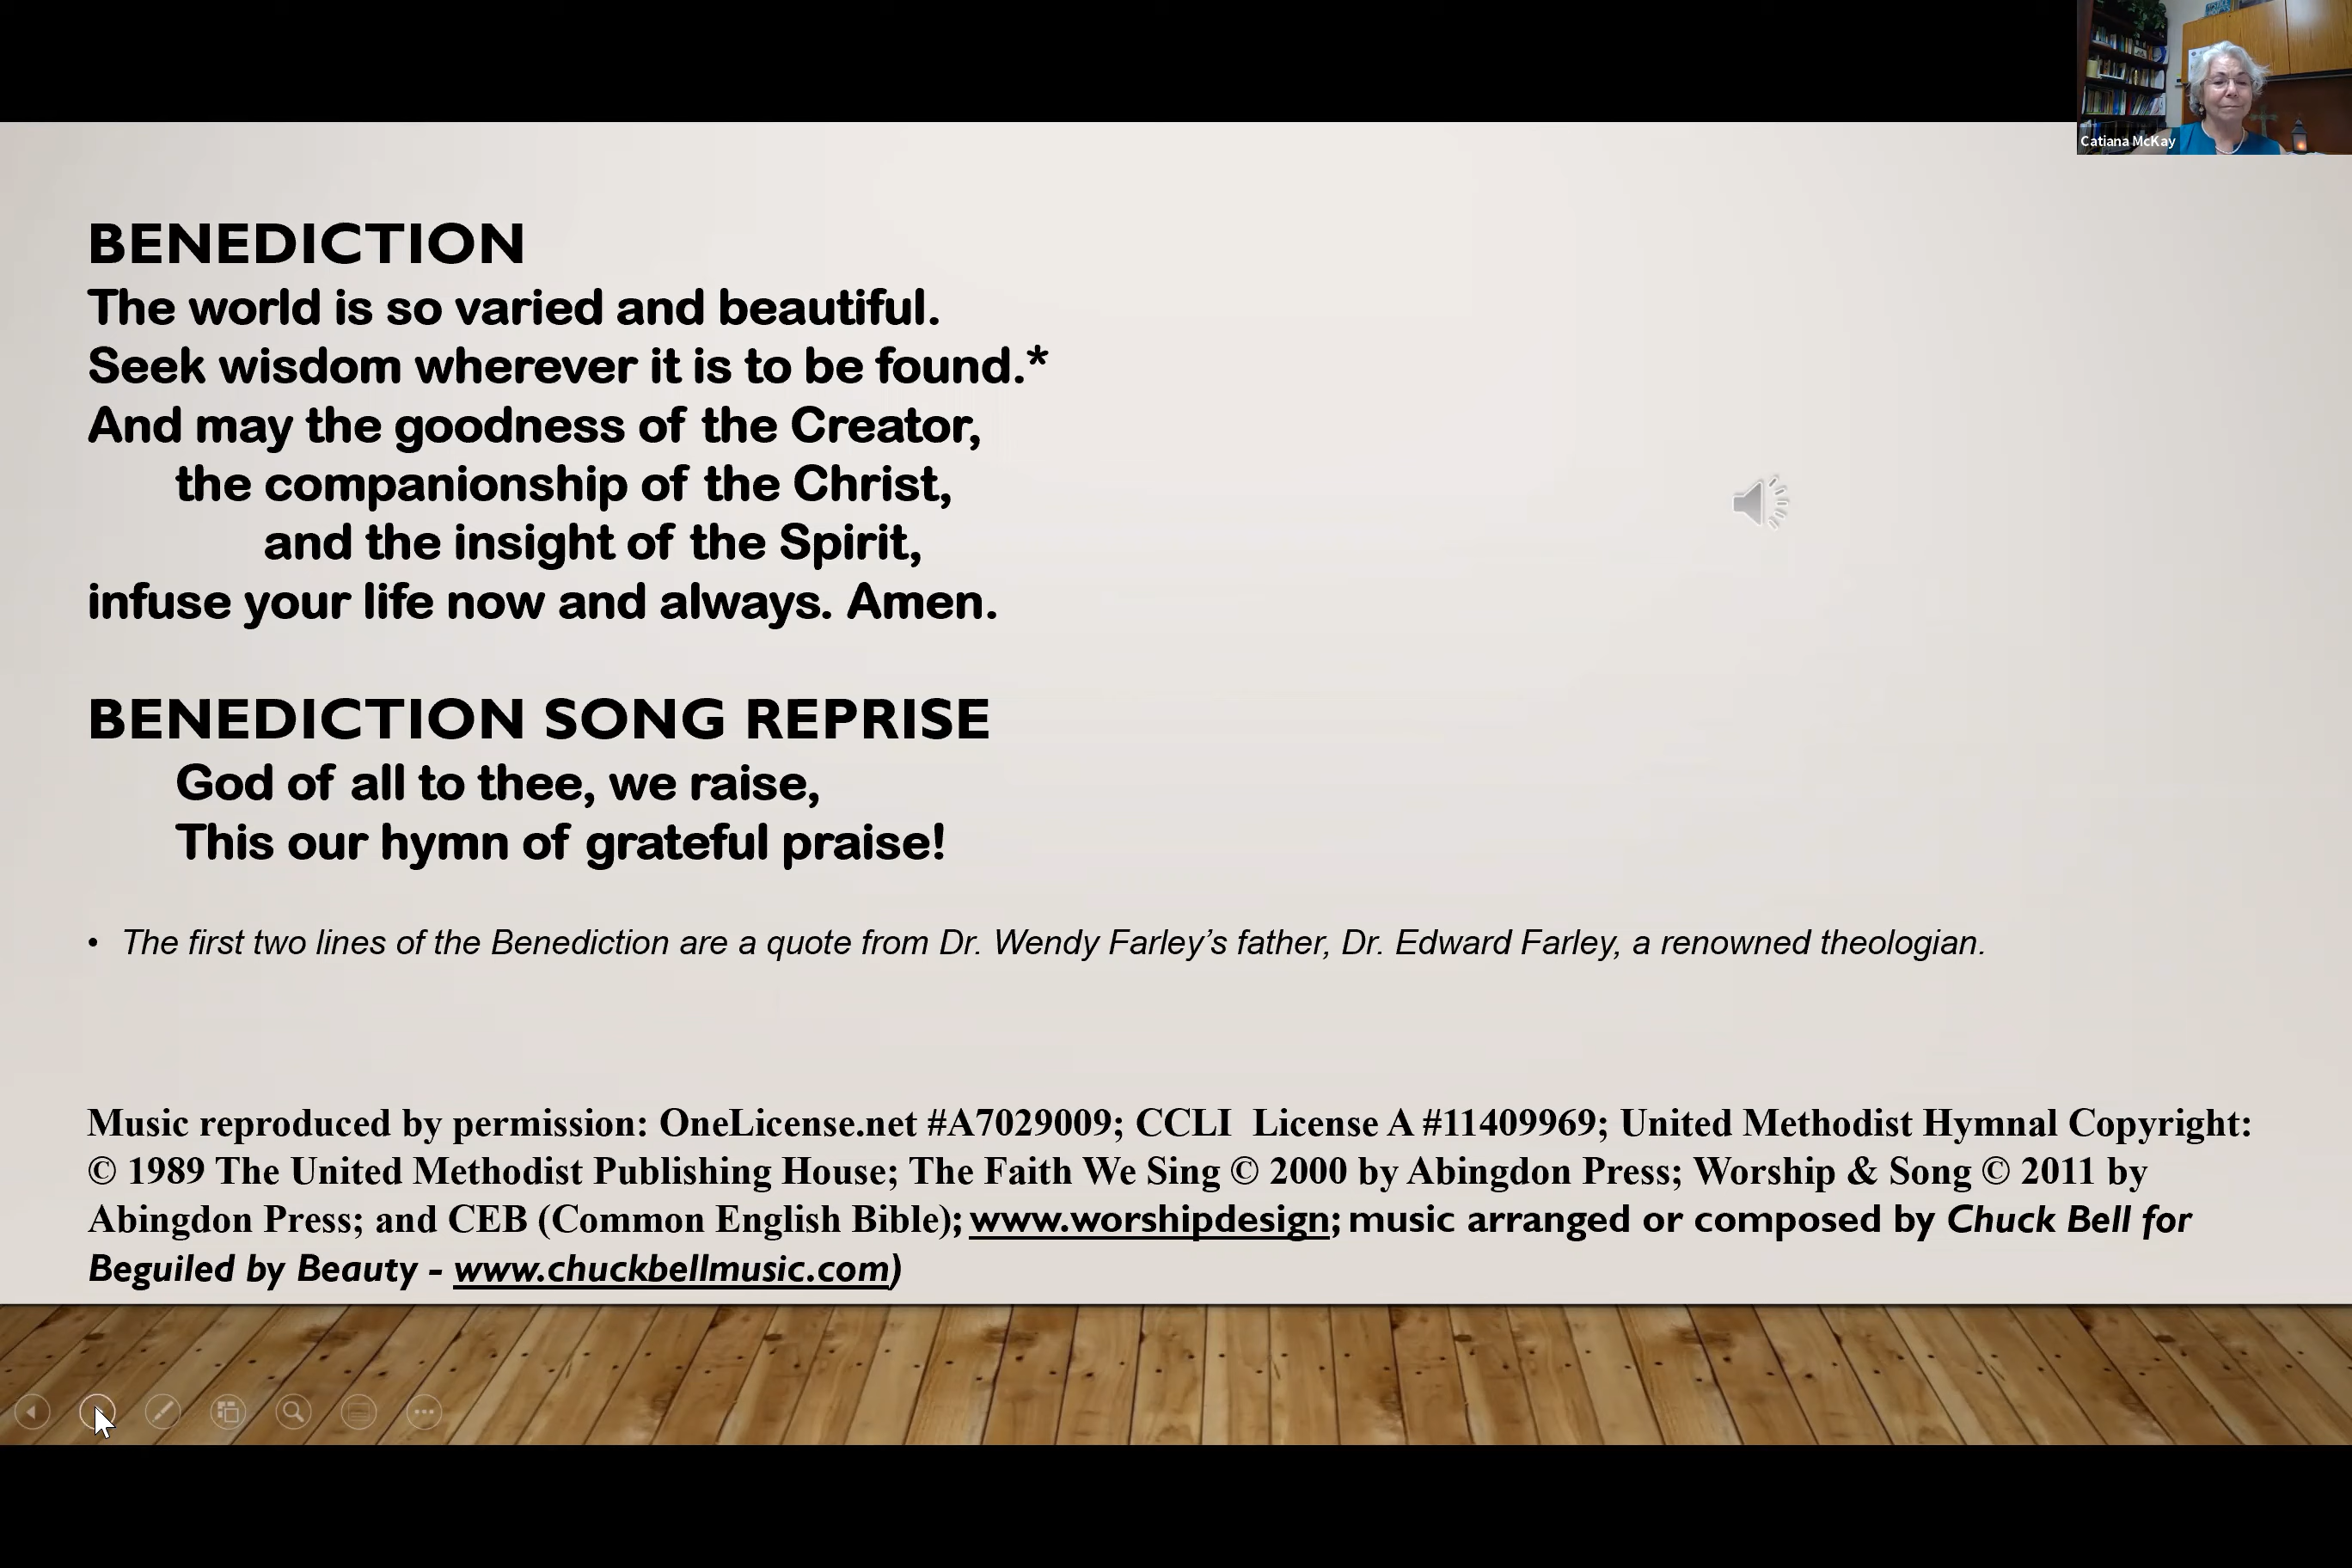 Catiana McKay
BENEDICTION
The world is so varied and beautiful.
Seek wisdom wherever it is to be found.*
And may the goodness of the Creator,
the companionship of the Christ,
and the insight of the Spirit,
infuse your life now and always. Amen.
BENEDICTION SONG REPRISE
God of all to thee, we raise,
This our hymn of grateful praise!
• The first two lines of the Benediction are a quote from Dr. Wendy Farley’s father, Dr. Edward Farley, a renowned theologian.
Music reproduced by permission: OneLicense.net #A7029009; CCLI License A #11409969; United Methodist Hymnal Copyright:
© 1989 The United Methodist Publishing House; The Faith We Sing © 2000 by Abingdon Press; Worship & Song © 2011 by
Abingdon Press; and CEB (Common English Bible); www.worshipdesign; music arranged or composed by Chuck Bell for
Beguiled by Beauty - www.chuckbellmusic.com)